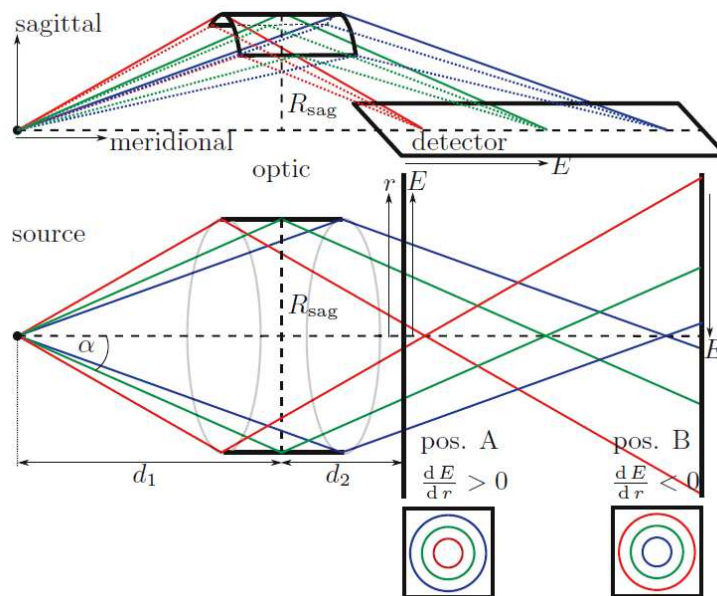 sagittal
R_sag
meridional
detector
E
optic
r E
source
R_sag
α
E
d_1 d_2
pos. A pos. B
dE/dr > 0 dE/dr < 0